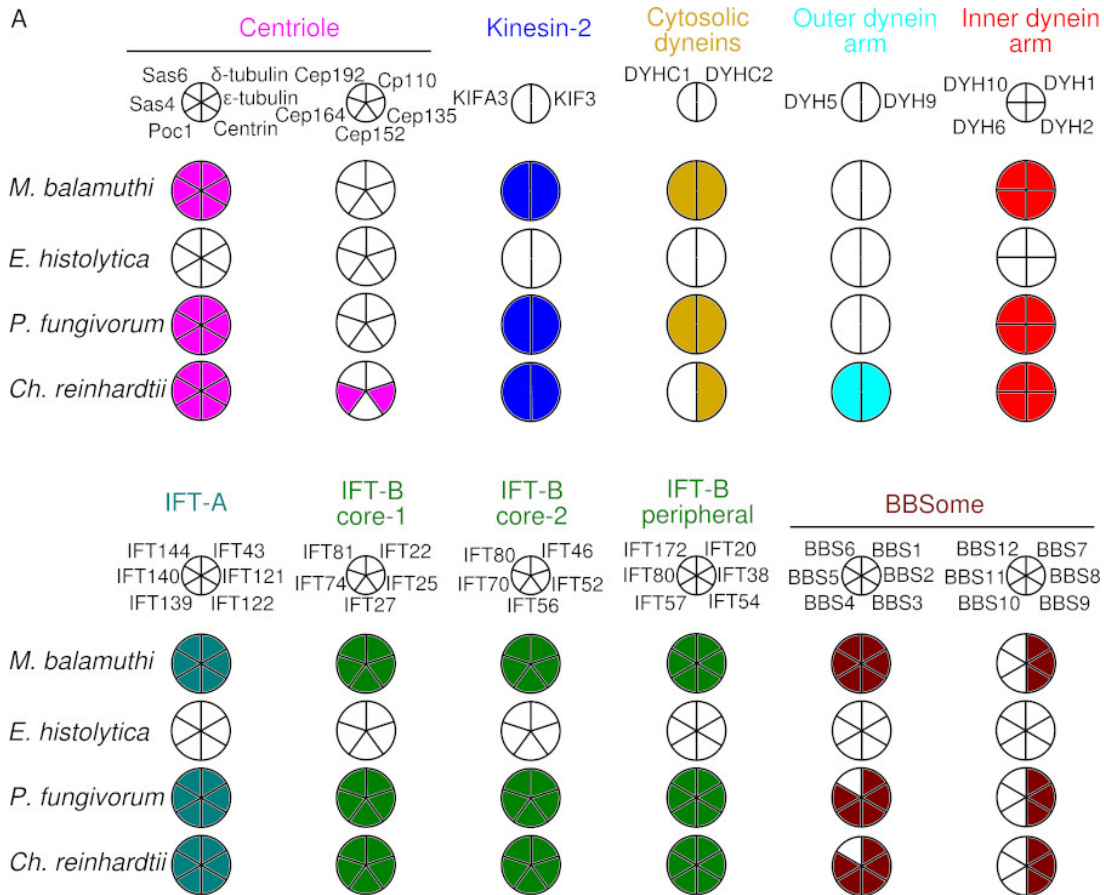 A
Centriole
Kinesin-2
Cytosolic
dyneins
Outer dynein
arm
Inner dynein
arm
Sas6 δ-tubulin Cep192 Cp110
Sas4 ε-tubulin
Poc1 Centrin Cep164 Cep135
Cep152
KIFA3 KIF3
DYHC1 DYHC2
DYH5 DYH9
DYH10 DYH1
DYH6 DYH2
M. balamuthi
E. histolytica
P. fungivorum
Ch. reinhardtii
IFT-A
IFT-B
core-1
IFT-B
core-2
IFT-B
peripheral
BBSome
IFT144 IFT43
IFT140 IFT121
IFT139 IFT122
IFT81 IFT22
IFT74 IFT25
IFT27
IFT80 IFT46
IFT70 IFT52
IFT56
IFT172 IFT20
IFT80 IFT38
IFT57 IFT54
BBS6 BBS1
BBS5 BBS2
BBS4 BBS3
BBS12 BBS7
BBS11 BBS8
BBS10 BBS9
M. balamuthi
E. histolytica
P. fungivorum
Ch. reinhardtii